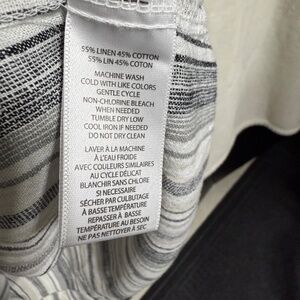 55% LINEN 45% COTTON
55% LIN 45% COTON
MACHINE WASH
COLD WITH LIKE COLORS
GENTLE CYCLE
NON-CHLORINE BLEACH
WHEN NEEDED
TUMBLE DRY LOW
COOL IRON IF NEEDED
DO NOT DRY CLEAN
LAVER À LA MACHINE
À L'EAU FROIDE
AVEC COULEURS SIMILAIRES
AU CYCLE DÉLICAT
BLANCHIR SANS CHLORE
SI NECESSAIRE
SÉCHER PAR CULBUTAGE
À BASSE TEMPÉRATURE
REPASSER À BASSE
TEMPÉRATURE AU BESOIN
NE PAS NETTOYER À SEC